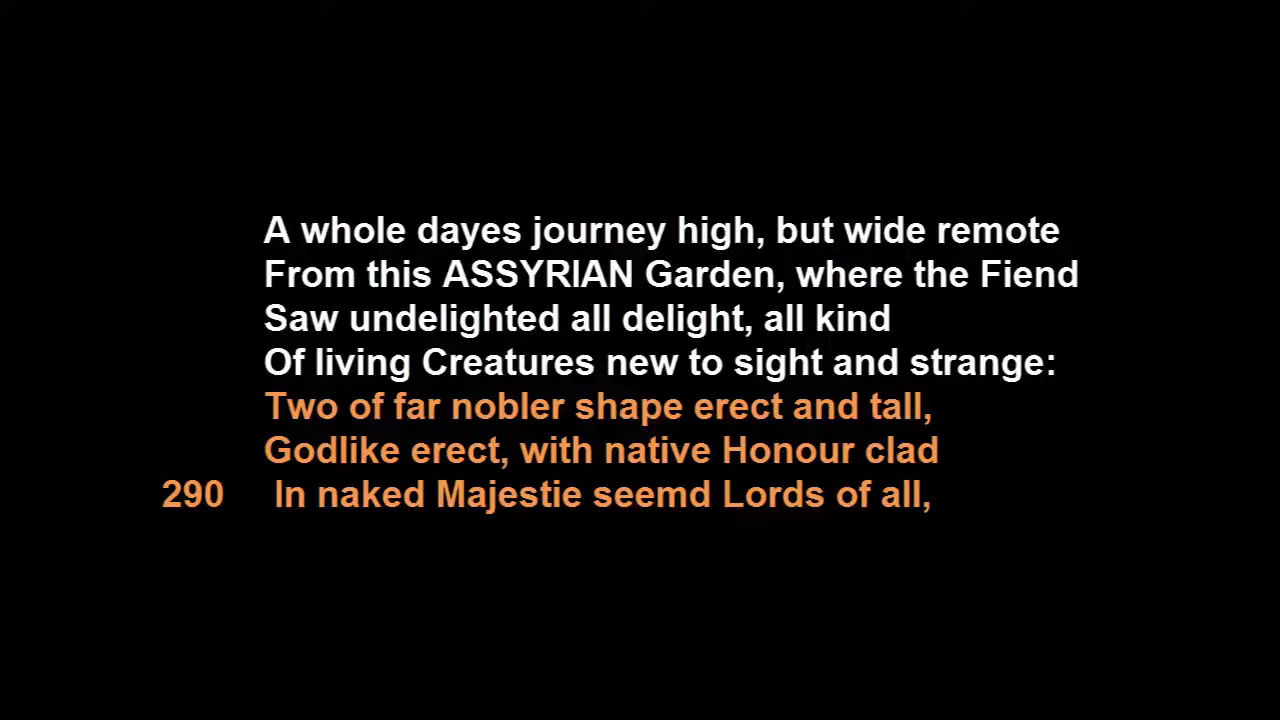 A whole dayes journey high, but wide remote
From this ASSYRIAN Garden, where the Fiend
Saw undelighted all delight, all kind
Of living Creatures new to sight and strange:
Two of far nobler shape erect and tall,
Godlike erect, with native Honour clad
290 In naked Majestie seemd Lords of all,